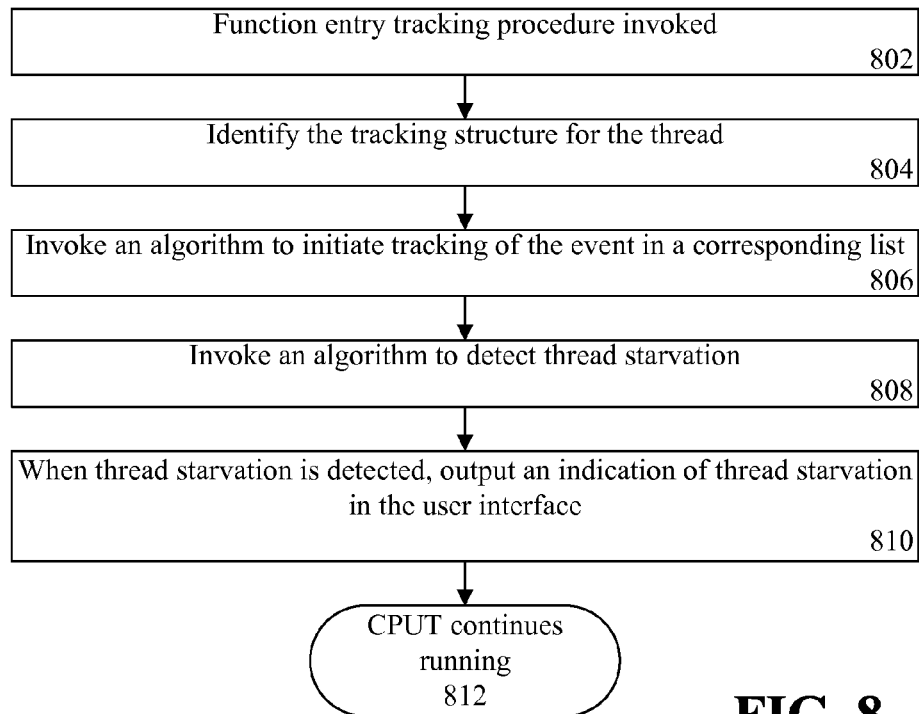 Function entry tracking procedure invoked
802
Identify the tracking structure for the thread
804
Invoke an algorithm to initiate tracking of the event in a corresponding list
806
Invoke an algorithm to detect thread starvation
808
When thread starvation is detected, output an indication of thread starvation
in the user interface
810
CPUT continues
running
812
FIG. 8